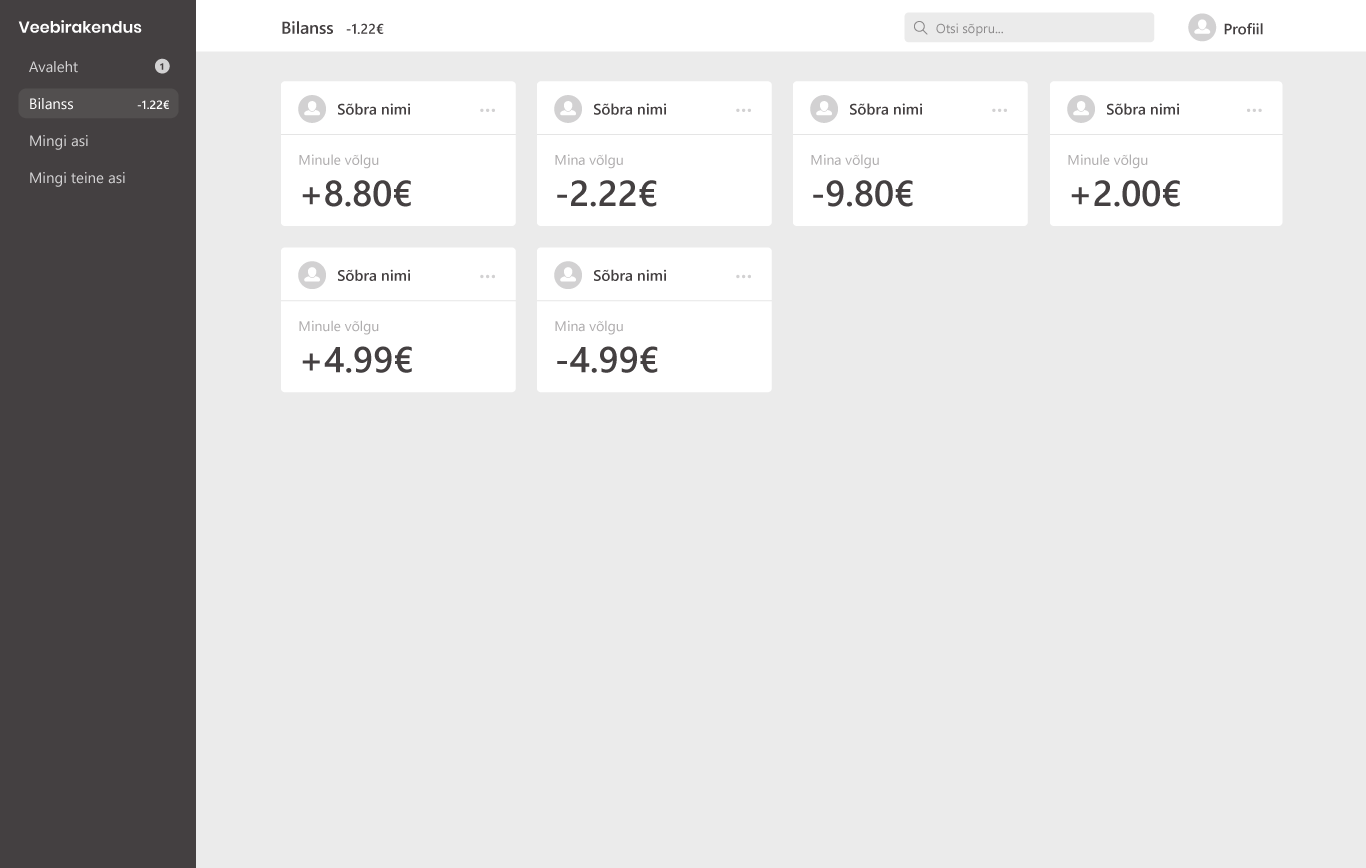 Veebirakendus
Avaleht 1
Bilanss -1.22€
Mingi asi
Mingi teine asi
Bilanss -1.22€
Otsi sõpru...
Profiil
Sõbra nimi
Minule võlgu
+8.80€
Sõbra nimi
Mina võlgu
-2.22€
Sõbra nimi
Mina võlgu
-9.80€
Sõbra nimi
Minule võlgu
+2.00€
Sõbra nimi
Minule võlgu
+4.99€
Sõbra nimi
Mina võlgu
-4.99€